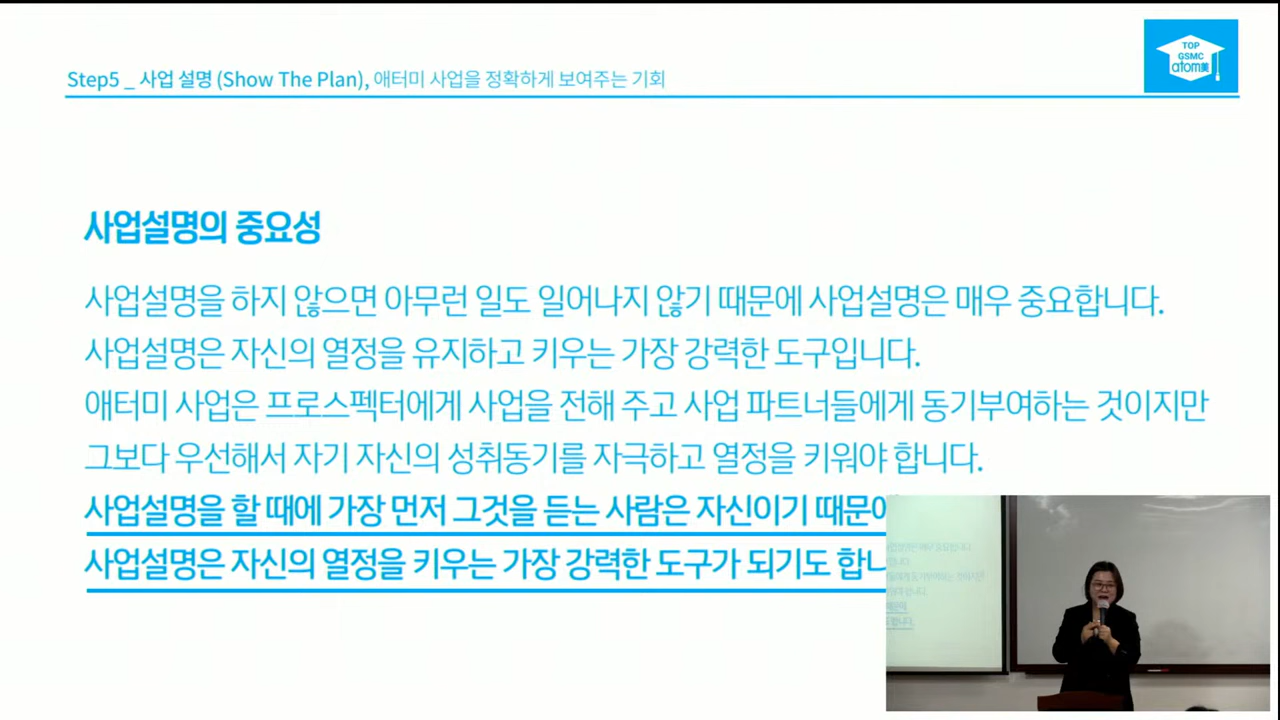 Step5 _ 사업 설명 (Show The Plan), 애터미 사업을 정확하게 보여주는 기회
TOP
GSMC
atom美
사업설명의 중요성
사업설명을 하지 않으면 아무런 일도 일어나지 않기 때문에 사업설명은 매우 중요합니다.
사업설명은 자신의 열정을 유지하고 키우는 가장 강력한 도구입니다.
애터미 사업은 프로스펙터에게 사업을 전해 주고 사업 파트너들에게 동기부여하는 것이지만
그보다 우선해서 자기 자신의 성취동기를 자극하고 열정을 키워야 합니다.
사업설명을 할 때에 가장 먼저 그것을 듣는 사람은 자신이기 때문에
사업설명은 자신의 열정을 키우는 가장 강력한 도구가 되기도 합니